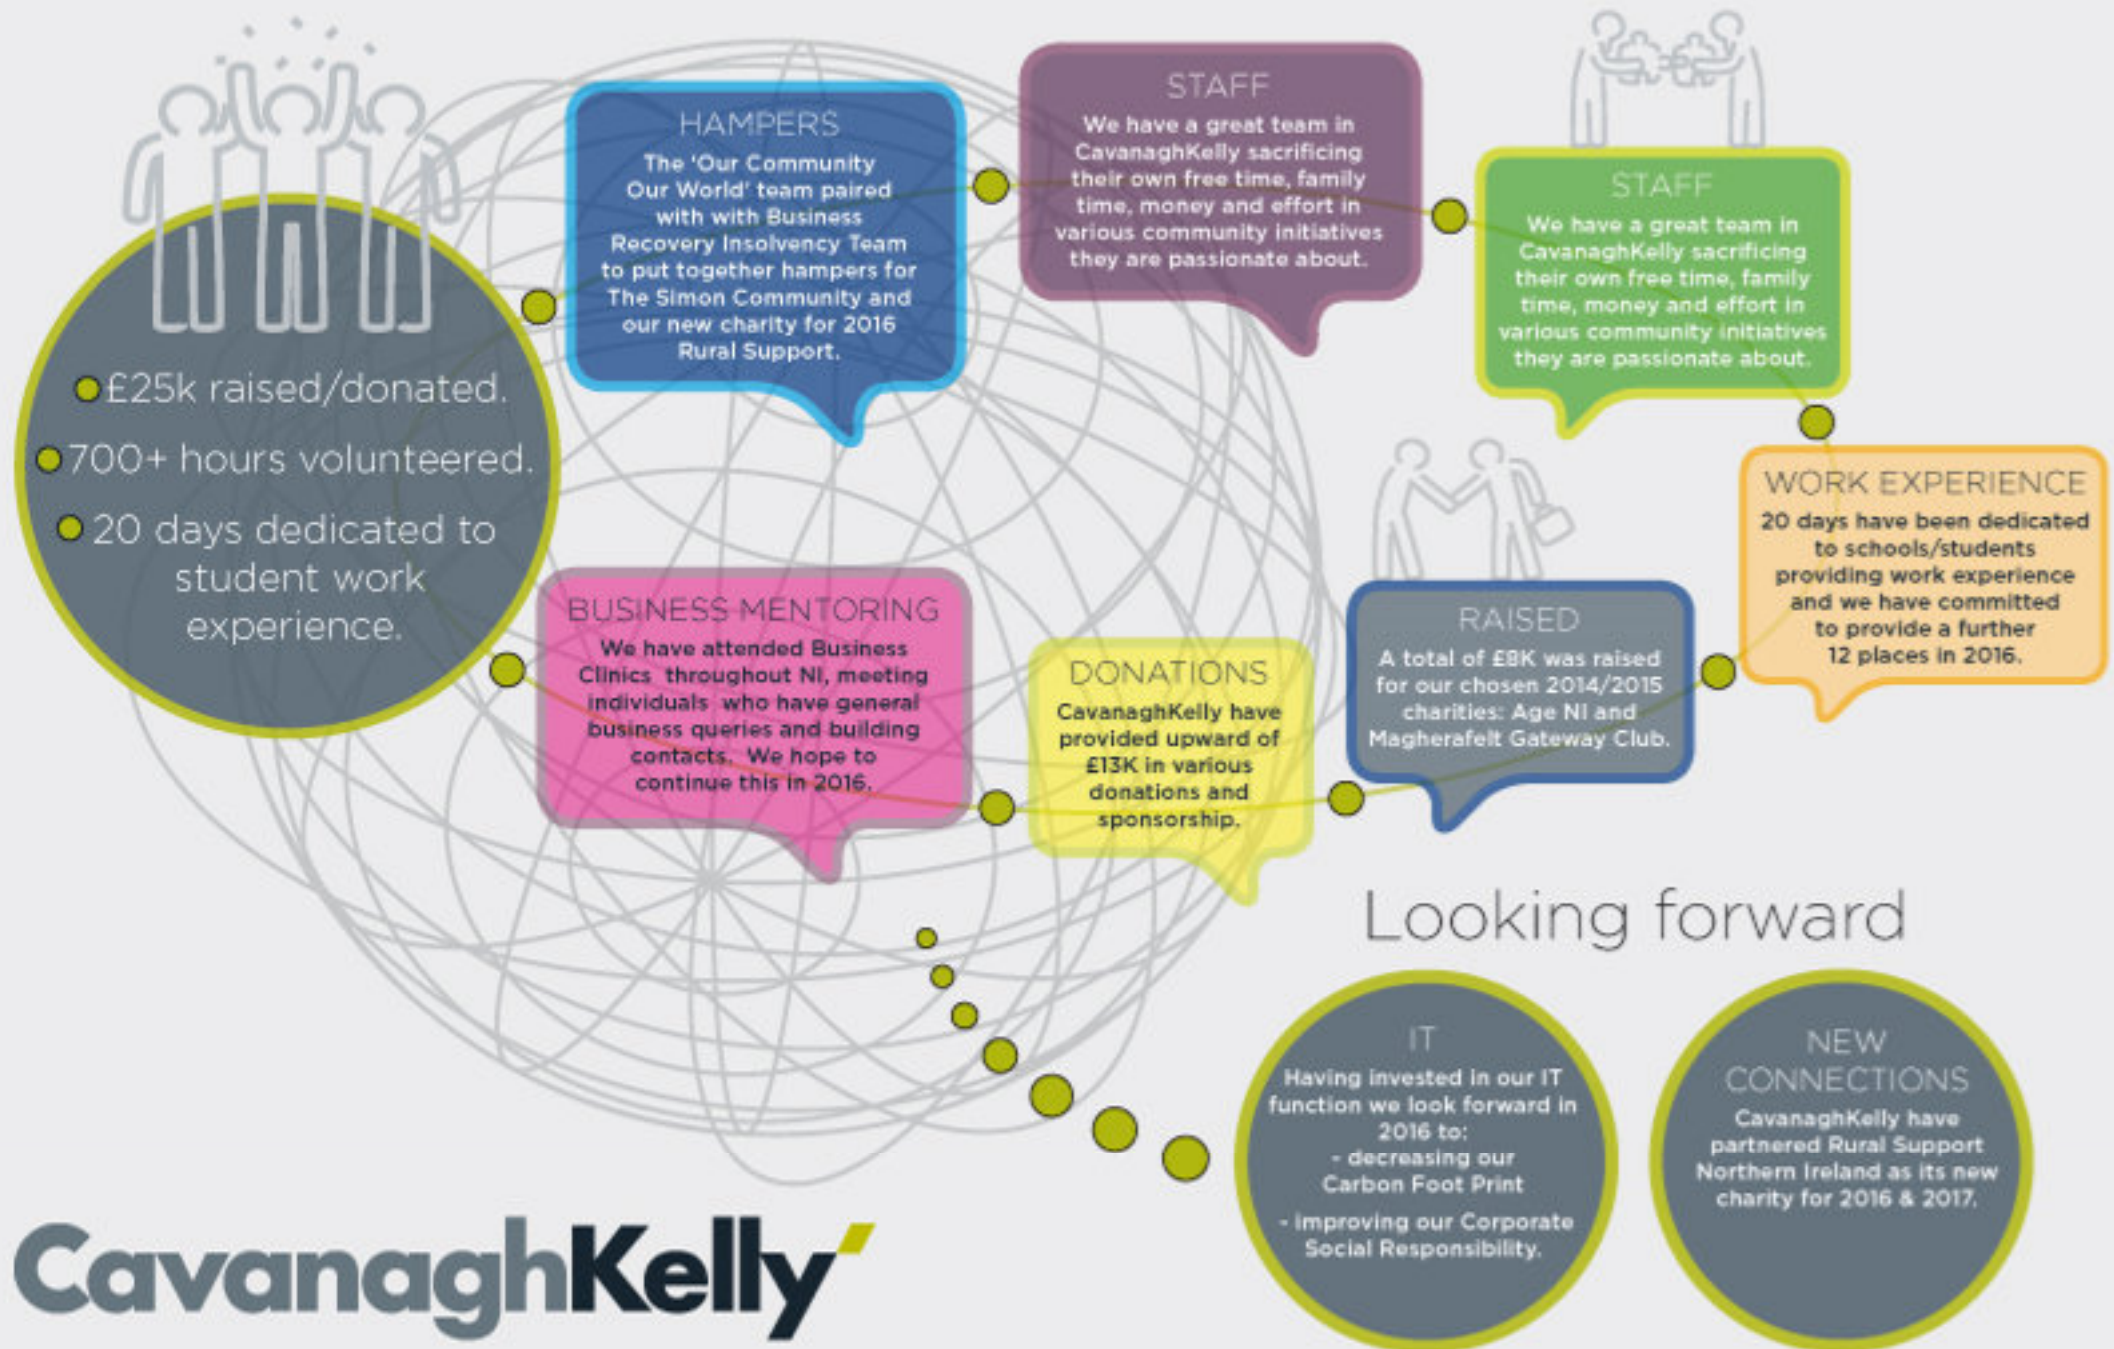 £25k raised/donated.
700+ hours volunteered.
20 days dedicated to
student work
experience.
HAMPERS
The 'Our Community
Our World' team paired
with with Business
Recovery Insolvency Team
to put together hampers for
The Simon Community and
our new charity for 2016
Rural Support.
STAFF
We have a great team in
CavanaghKelly sacrificing
their own free time, family
time, money and effort in
various community initiatives
they are passionate about.
STAFF
We have a great team in
CavanaghKelly sacrificing
their own free time, family
time, money and effort in
various community initiatives
they are passionate about.
WORK EXPERIENCE
20 days have been dedicated
to schools/students
providing work experience
and we have committed
to provide a further
12 places in 2016.
RAISED
A total of £8K was raised
for our chosen 2014/2015
charities: Age NI and
Magherafelt Gateway Club.
DONATIONS
CavanaghKelly have
provided upward of
£13K in various
donations and
sponsorship.
BUSINESS MENTORING
We have attended Business
Clinics throughout NI, meeting
individuals who have general
business queries and building
contacts. We hope to
continue this in 2016.
Looking forward
IT
Having invested in our IT
function we look forward in
2016 to:
- decreasing our
Carbon Foot Print
- improving our Corporate
Social Responsibility.
NEW
CONNECTIONS
CavanaghKelly have
partnered Rural Support
Northern Ireland as its new
charity for 2016 & 2017.
CavanaghKelly